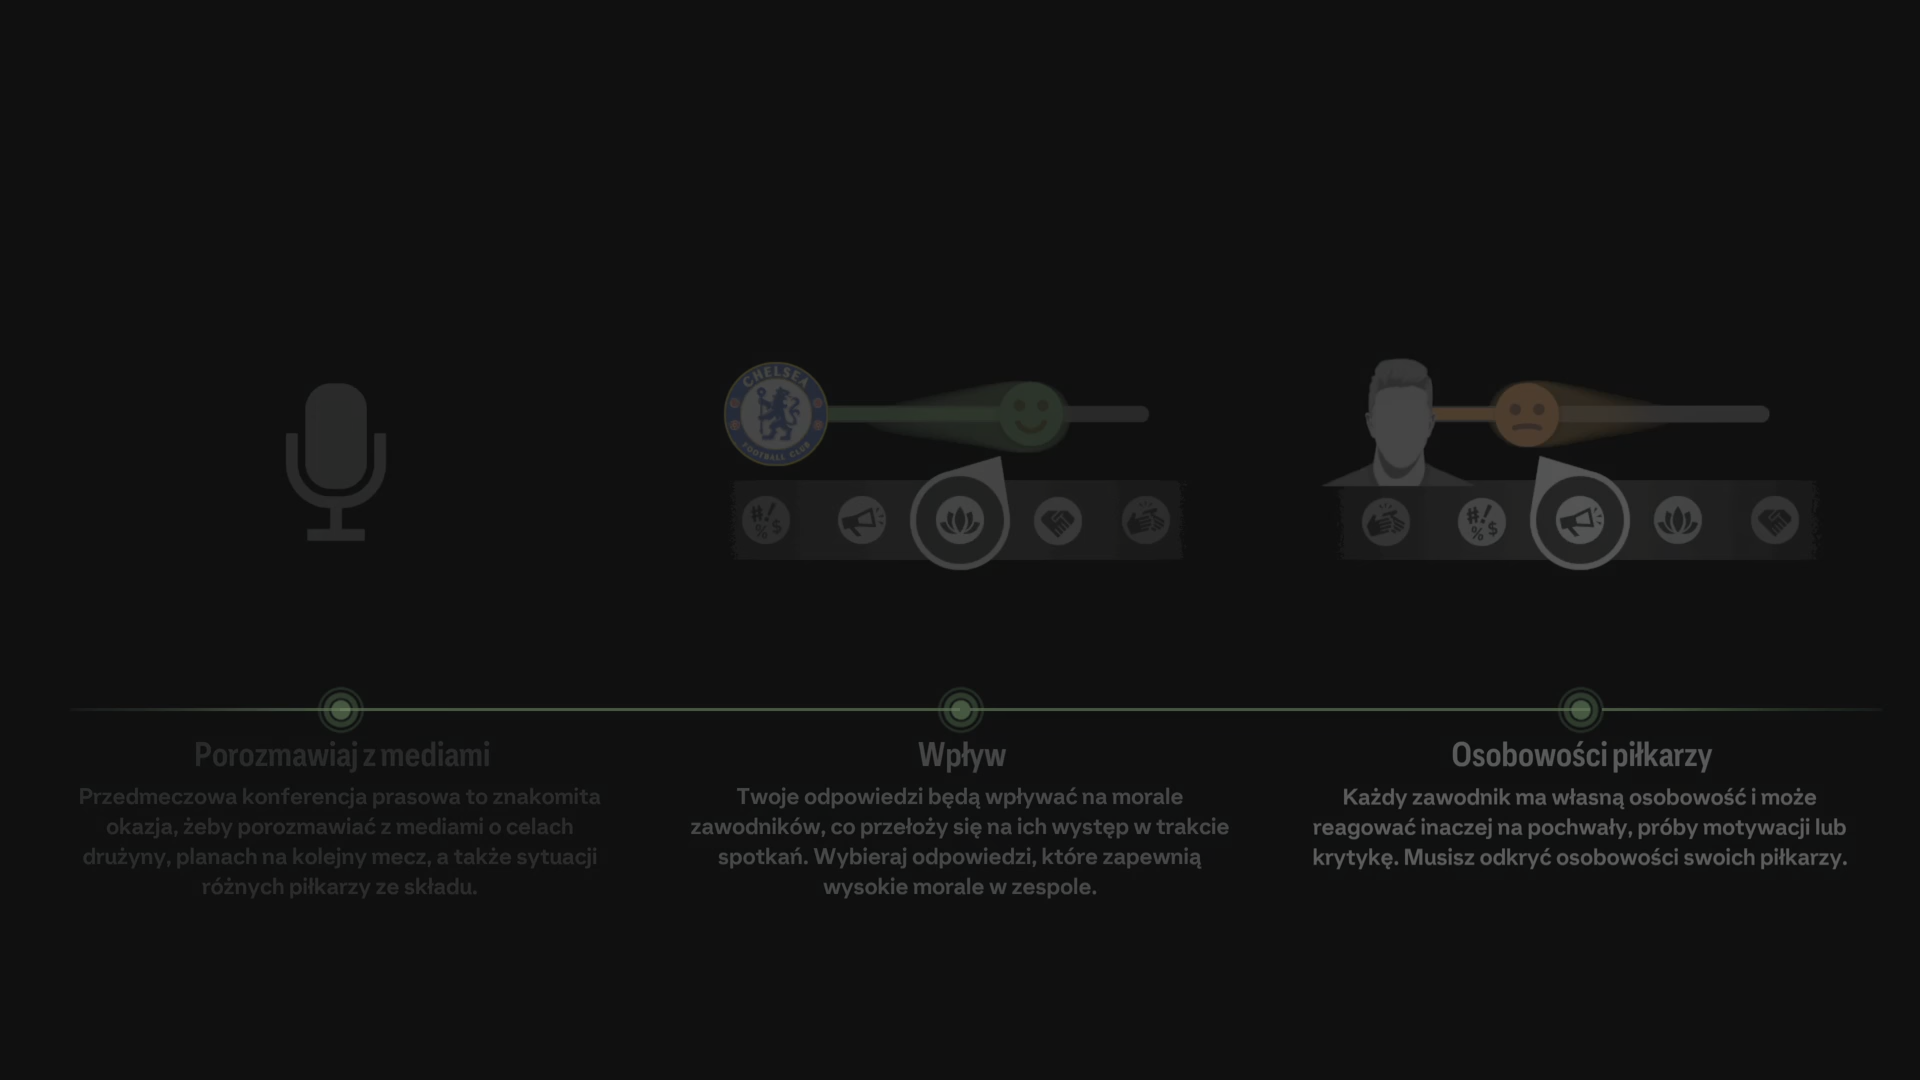 CHELSEA
FOOTBALL CLUB
#!
%$
#!
%$
Porozmawiaj z mediami
Przedmeczowa konferencja prasowa to znakomita
okazja, żeby porozmawiać z mediami o celach
drużyny, planach na kolejny mecz, a także sytuacji
różnych piłkarzy ze składu.
Wpływ
Twoje odpowiedzi będą wpływać na morale
zawodników, co przełoży się na ich występ w trakcie
spotkań. Wybieraj odpowiedzi, które zapewnią
wysokie morale w zespole.
Osobowości piłkarzy
Każdy zawodnik ma własną osobowość i może
reagować inaczej na pochwały, próby motywacji lub
krytykę. Musisz odkryć osobowości swoich piłkarzy.